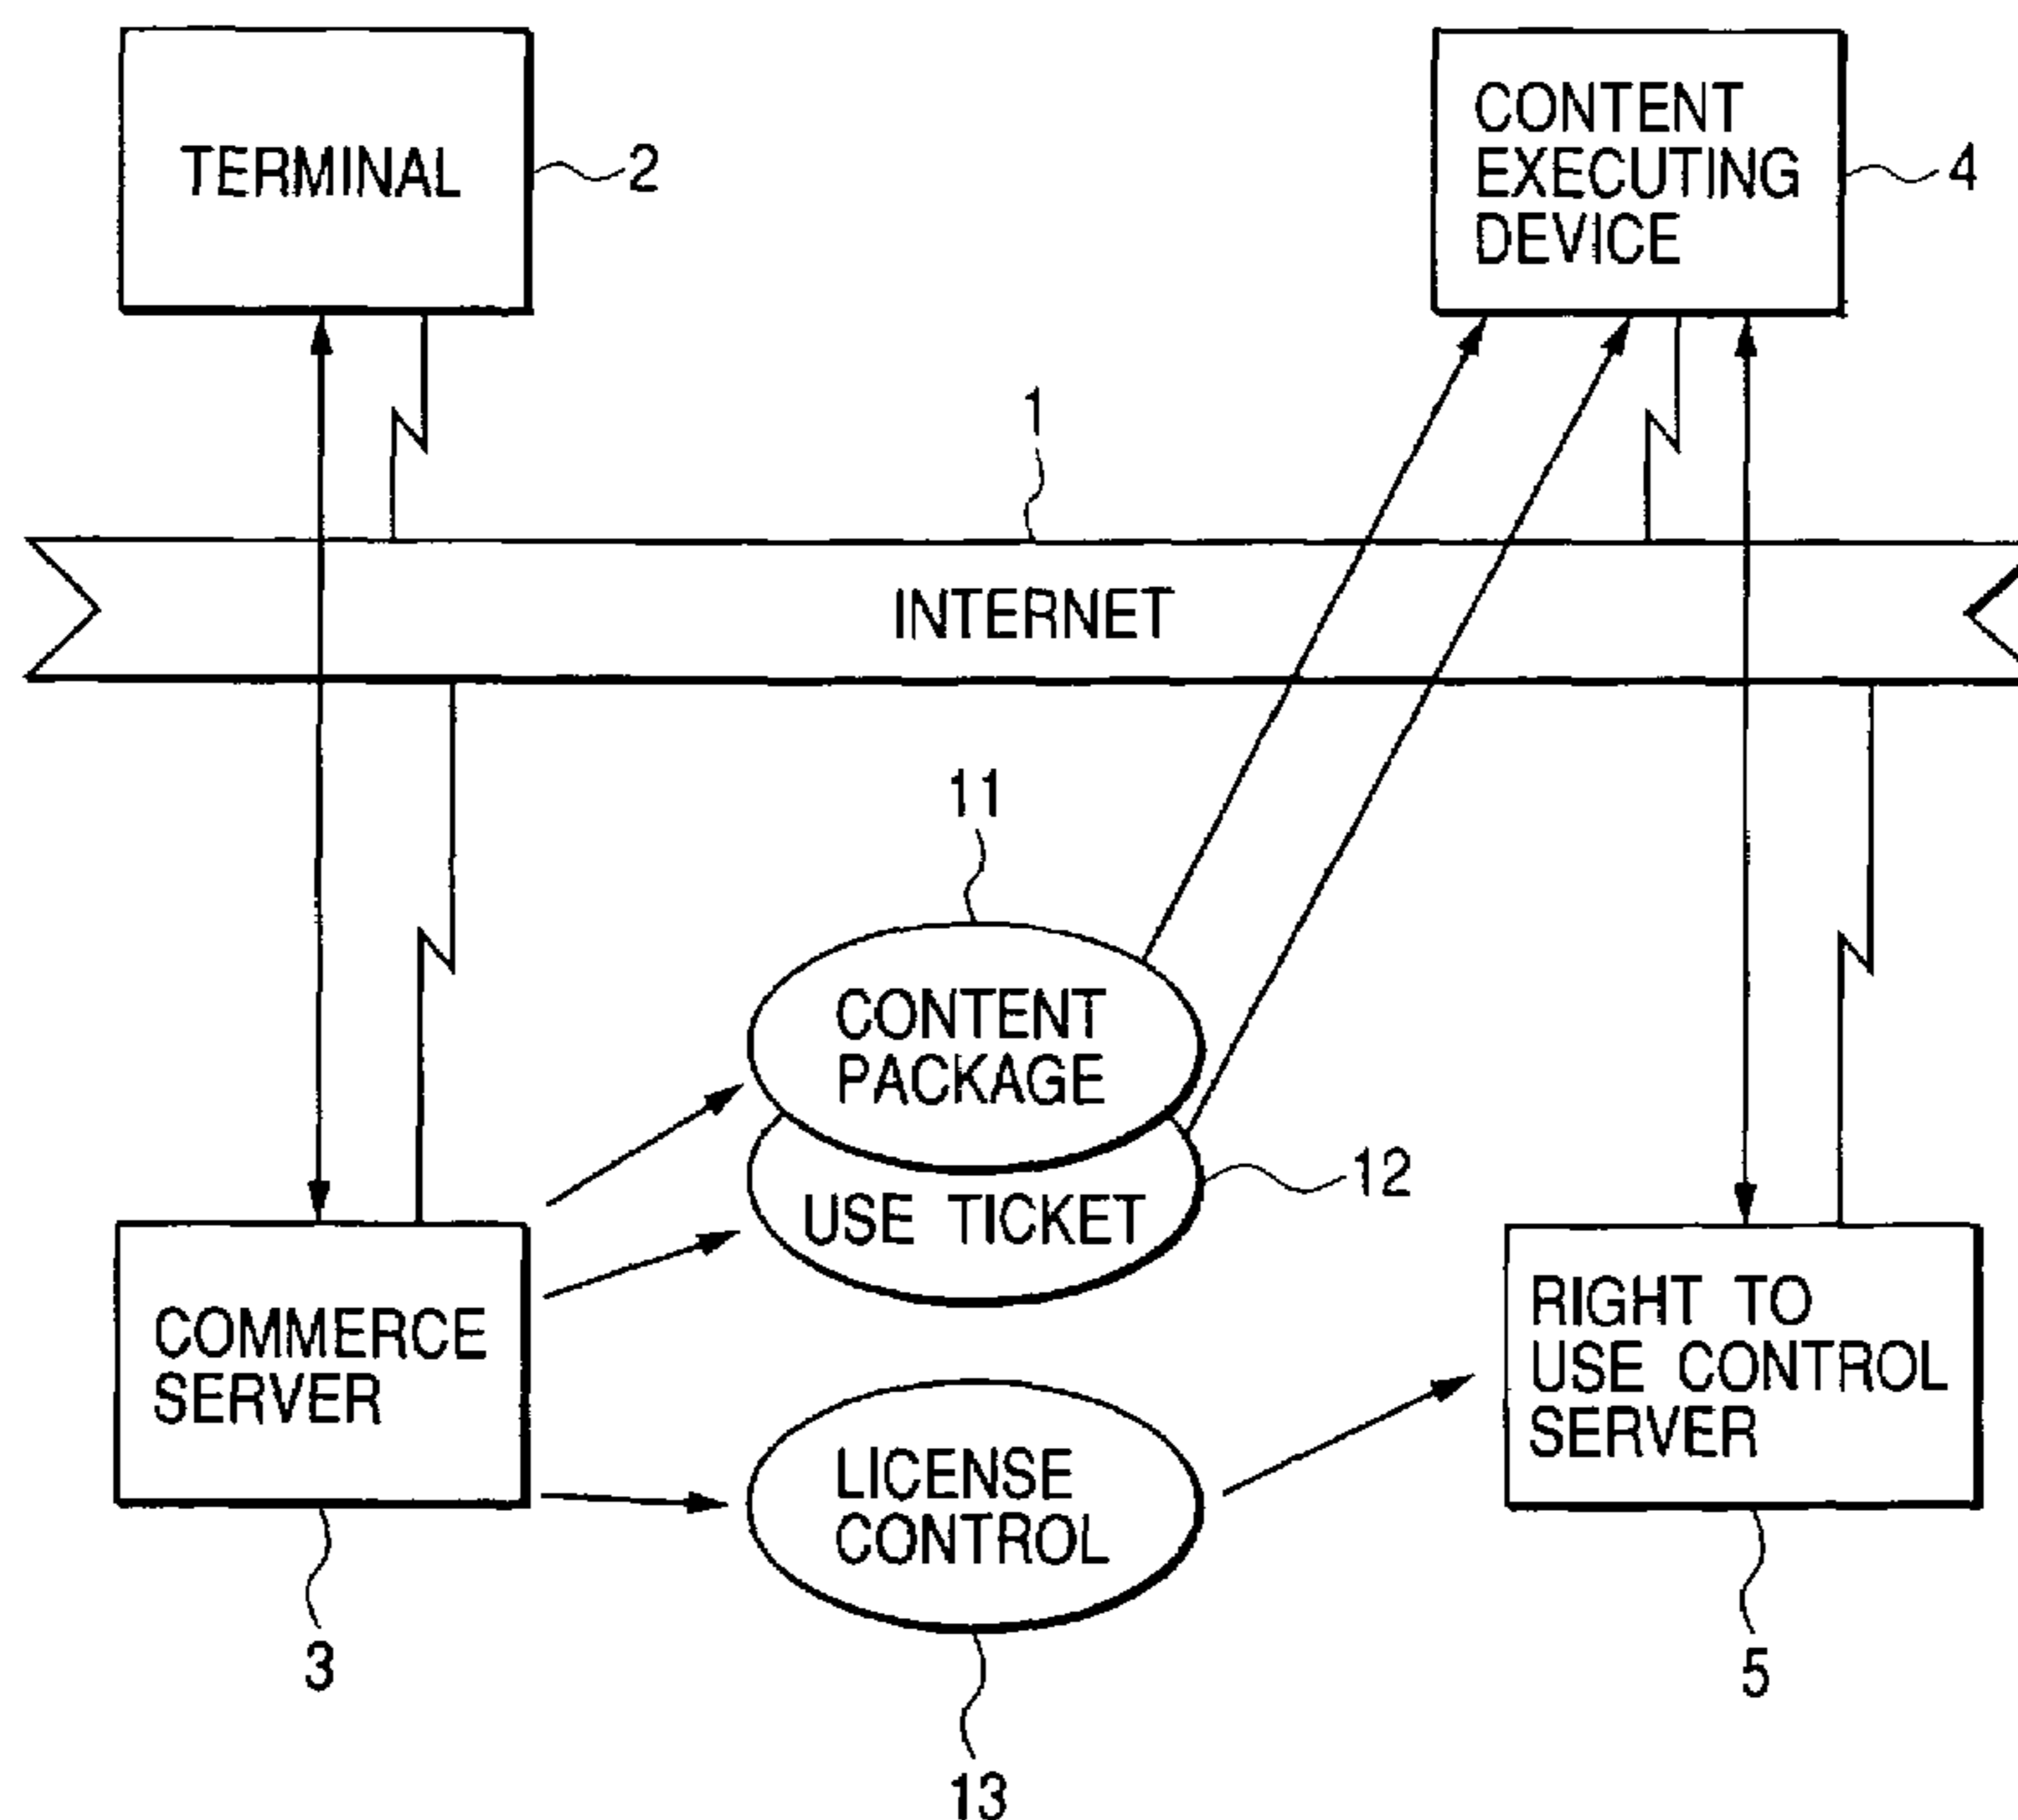 TERMINAL
2
CONTENT
EXECUTING
DEVICE
4
1
INTERNET
11
CONTENT
PACKAGE
USE TICKET
12
COMMERCE
SERVER
3
LICENSE
CONTROL
13
RIGHT TO
USE CONTROL
SERVER
5